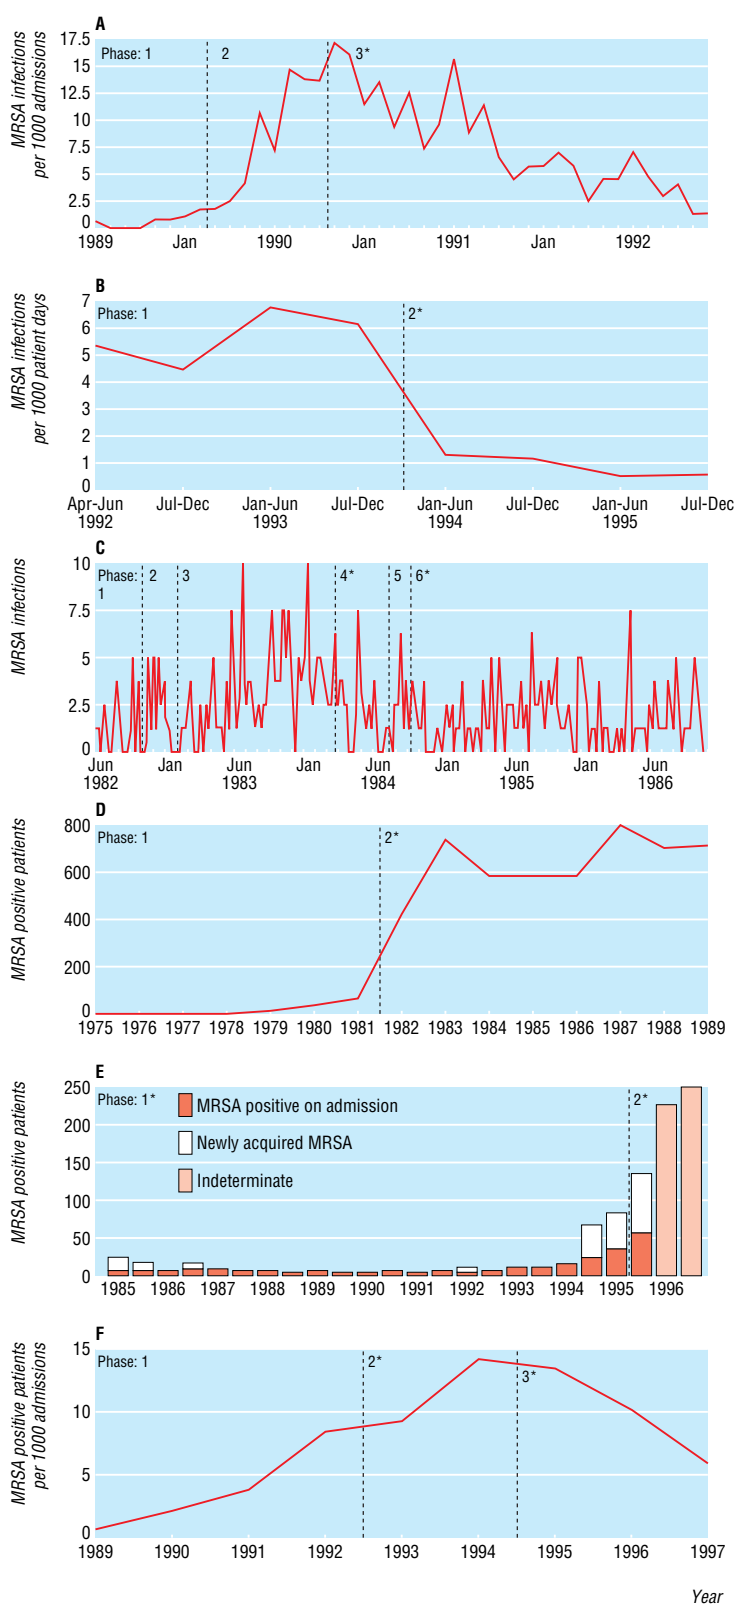 A
MRSA infections
per 1000 admissions
17.5
15
12.5
10
7.5
5
2.5
0
Phase: 1
2
3*
1989
Jan
1990
Jan
1991
Jan
1992
B
MRSA infections
per 1000 patient days
7
6
5
4
3
2
1
0
Phase: 1
2*
Apr-Jun
1992
Jul-Dec
Jan-Jun
1993
Jul-Dec
Jan-Jun
1994
Jul-Dec
Jan-Jun
1995
Jul-Dec
C
MRSA infections
10
7.5
5
2.5
0
Phase:
1
2
3
4*
5
6*
Jun
1982
Jan
Jun
1983
Jan
Jun
1984
Jan
Jun
1985
Jan
Jun
1986
D
MRSA positive patients
800
600
400
200
0
Phase: 1
2*
1975 1976 1977 1978 1979 1980 1981 1982 1983 1984 1985 1986 1987 1988 1989
E
MRSA positive patients
250
200
150
100
50
0
Phase: 1*
2*
MRSA positive on admission
Newly acquired MRSA
Indeterminate
1985 1986 1987 1988 1989 1990 1991 1992 1993 1994 1995 1996
F
MRSA positive patients
per 1000 admissions
15
10
5
0
Phase: 1
2*
3*
1989 1990 1991 1992 1993 1994 1995 1996 1997
Year